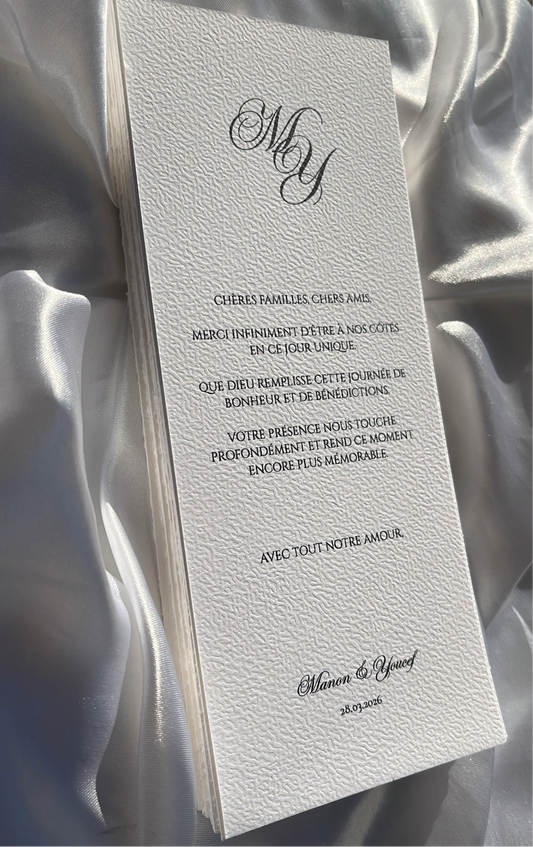 MY
CHÈRES FAMILLES, CHERS AMIS,
MERCI INFINIMENT D'ÊTRE À NOS CÔTÉS
EN CE JOUR UNIQUE.
QUE DIEU REMPLISSE CETTE JOURNÉE DE
BONHEUR ET DE BÉNÉDICTIONS.
VOTRE PRÉSENCE NOUS TOUCHE
PROFONDÉMENT ET REND CE MOMENT
ENCORE PLUS MÉMORABLE.
AVEC TOUT NOTRE AMOUR,
Manon & Youcef
28.03.2026